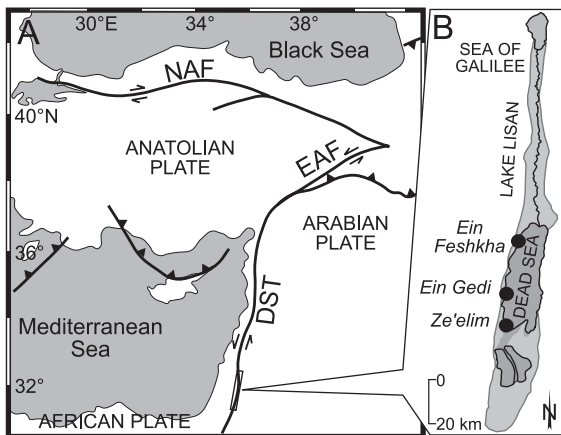 A
30°E
34°
38°
Black Sea
NAF
40°N
ANATOLIAN
PLATE
EAF
ARABIAN
PLATE
36°
DST
Mediterranean
Sea
32°
AFRICAN PLATE
B
SEA OF
GALILEE
LAKE LISAN
Ein
Feshkha
DEAD SEA
Ein Gedi
Ze'elim
0
20 km
N